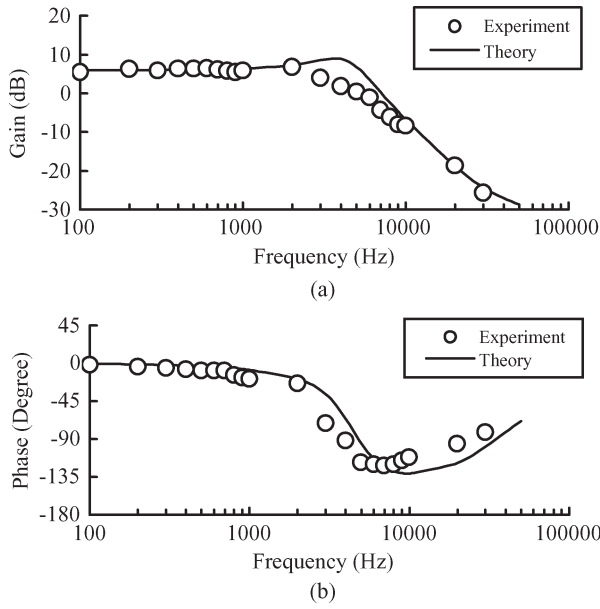 (a)
Experiment
Theory
20
10
0
-10
-20
-30
Gain (dB)
100
1000
10000
100000
Frequency (Hz)
(a)
Experiment
Theory
45
0
-45
-90
-135
-180
Phase (Degree)
100
1000
10000
100000
Frequency (Hz)
(b)